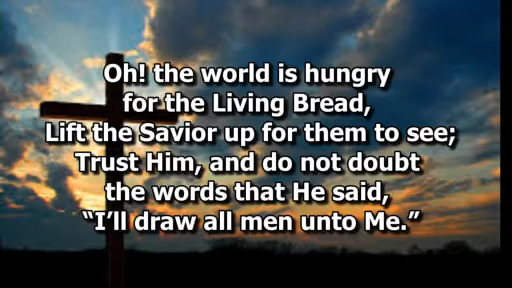 Oh! the world is hungry
for the Living Bread,
Lift the Savior up for them to see;
Trust Him, and do not doubt
the words that He said,
“I’ll draw all men unto Me.”